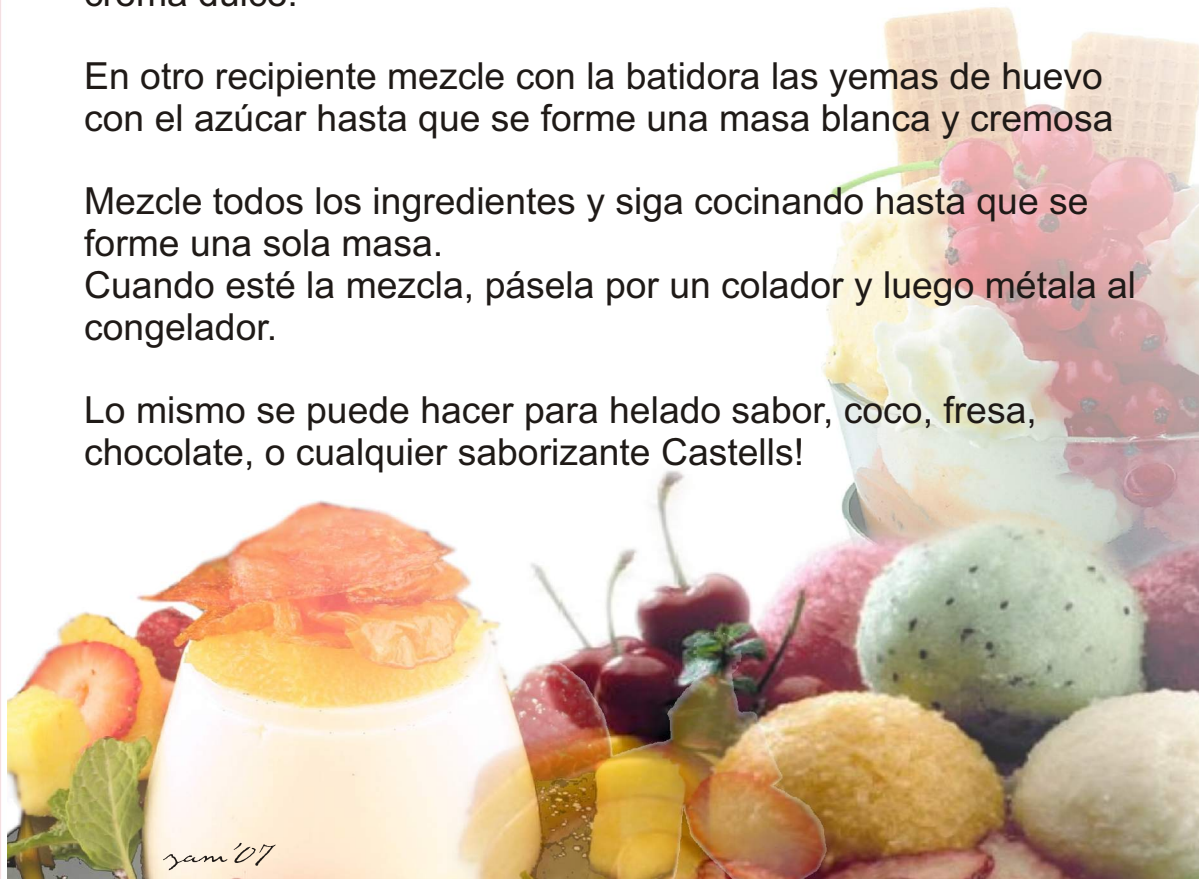 En otro recipiente mezcle con la batidora las yemas de huevo
con el azúcar hasta que se forme una masa blanca y cremosa
Mezcle todos los ingredientes y siga cocinando hasta que se
forme una sola masa.
Cuando esté la mezcla, pásela por un colador y luego métala al
congelador.
Lo mismo se puede hacer para helado sabor, coco, fresa,
chocolate, o cualquier saborizante Castells!
zam'07